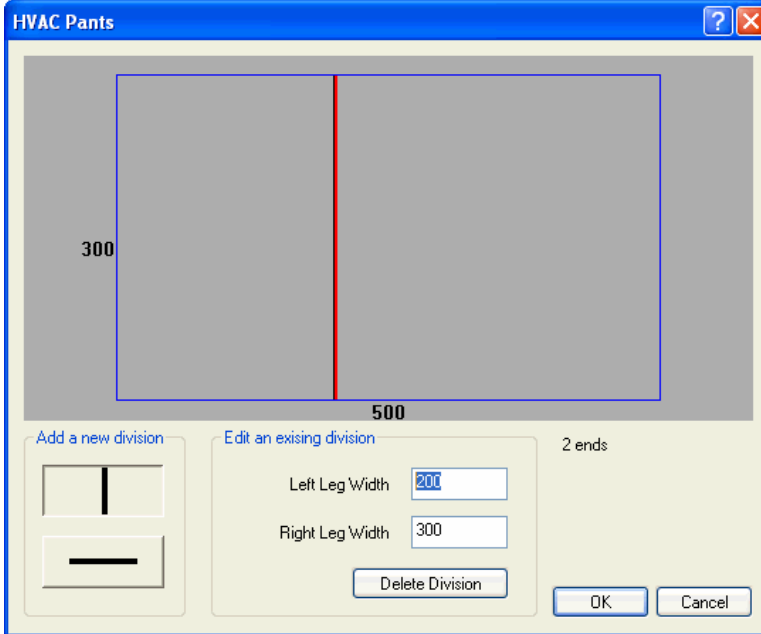 HVAC Pants
?
300
500
Add a new division
Edit an exising division
2 ends
Left Leg Width 200
Right Leg Width 300
Delete Division
OK Cancel